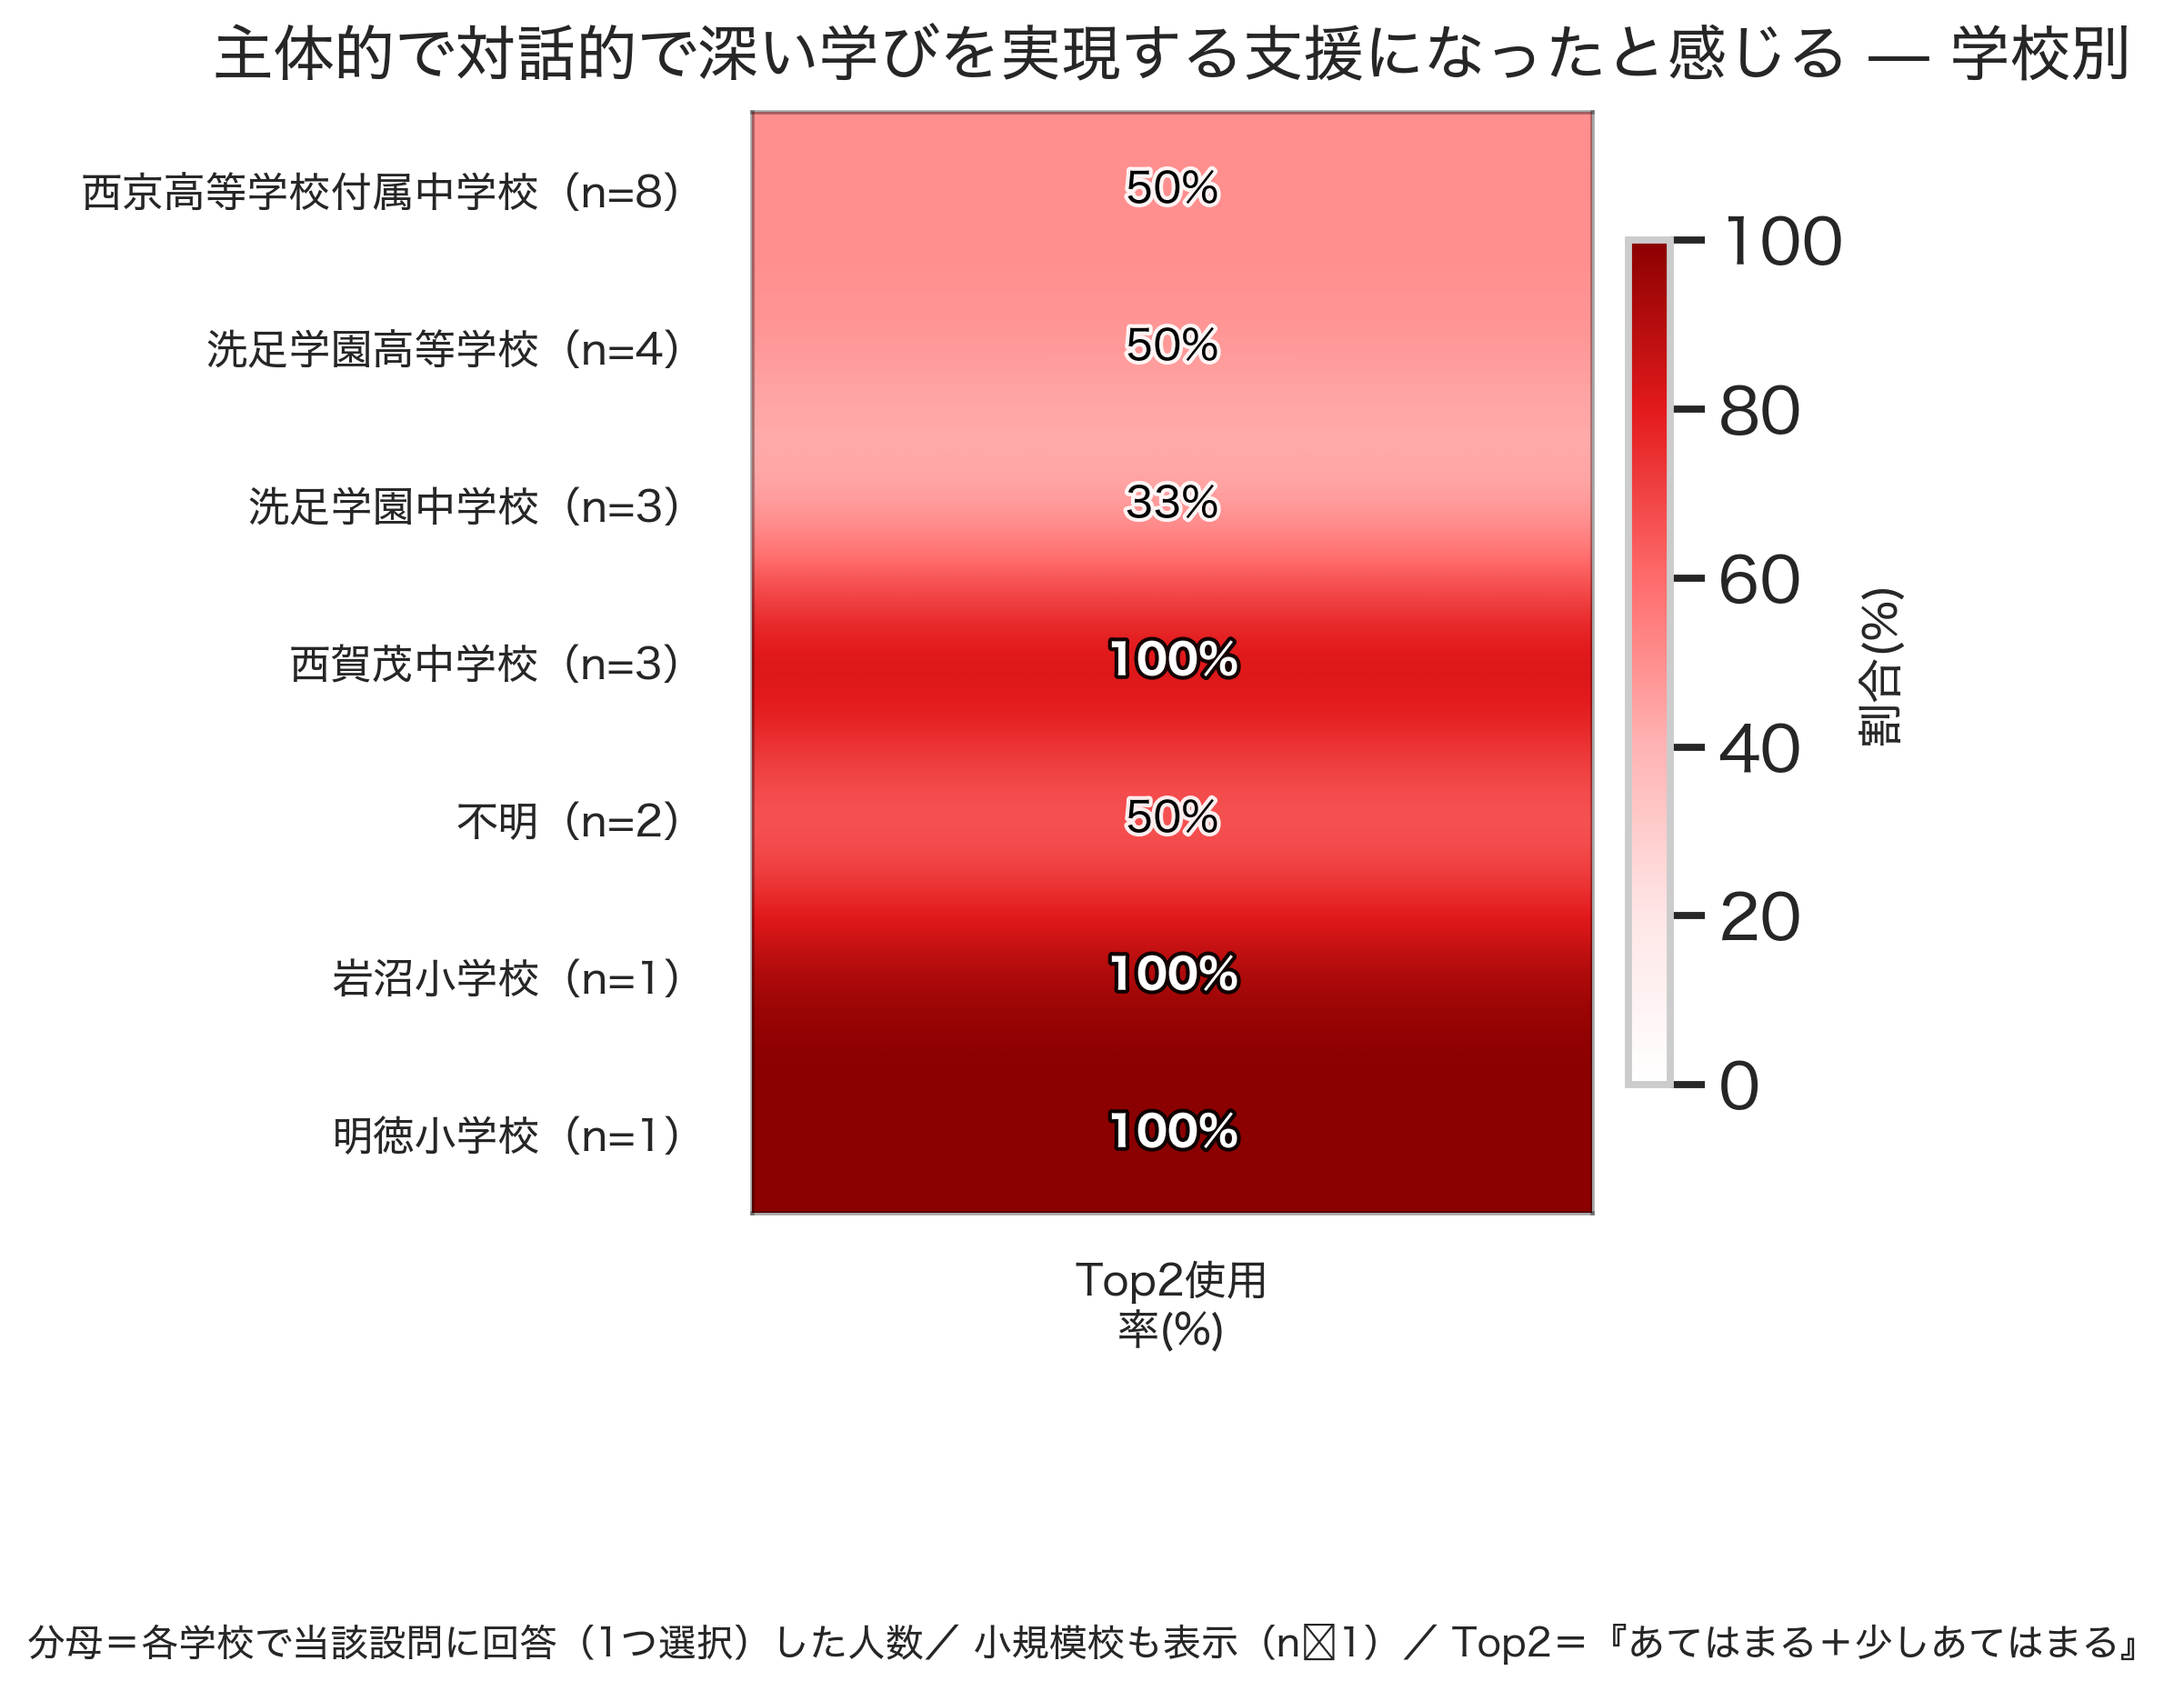 主体的で対話的で深い学びを実現する支援になったと感じる — 学校別
西京高等学校付属中学校（n=8） 50%
洗足学園高等学校（n=4） 50%
洗足学園中学校（n=3） 33%
西賀茂中学校（n=3） 100%
不明（n=2） 50%
岩沼小学校（n=1） 100%
明徳小学校（n=1） 100%
100
80
60
40
20
0
割合(%)
Top2使用
率(%)
分母＝各学校で当該設問に回答（1つ選択）した人数／ 小規模校も表示（n☒1）／ Top2＝『あてはまる＋少しあてはまる』